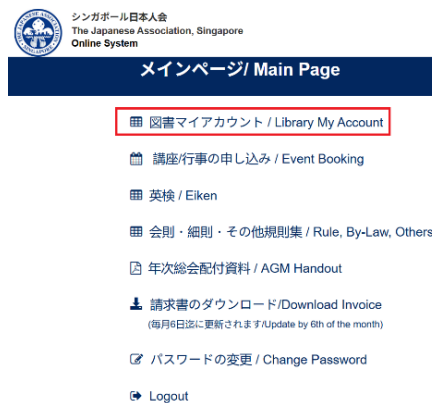 シンガポール日本人会
The Japanese Association, Singapore
Online System
メインページ/ Main Page
図書マイアカウント / Library My Account
講座/行事の申し込み / Event Booking
英検 / Eiken
会則・細則・その他規則集 / Rule, By-Law, Others
年次総会配付資料 / AGM Handout
請求書のダウンロード/Download Invoice
(毎月6日迄に更新されます/Update by 6th of the month)
パスワードの変更 / Change Password
Logout